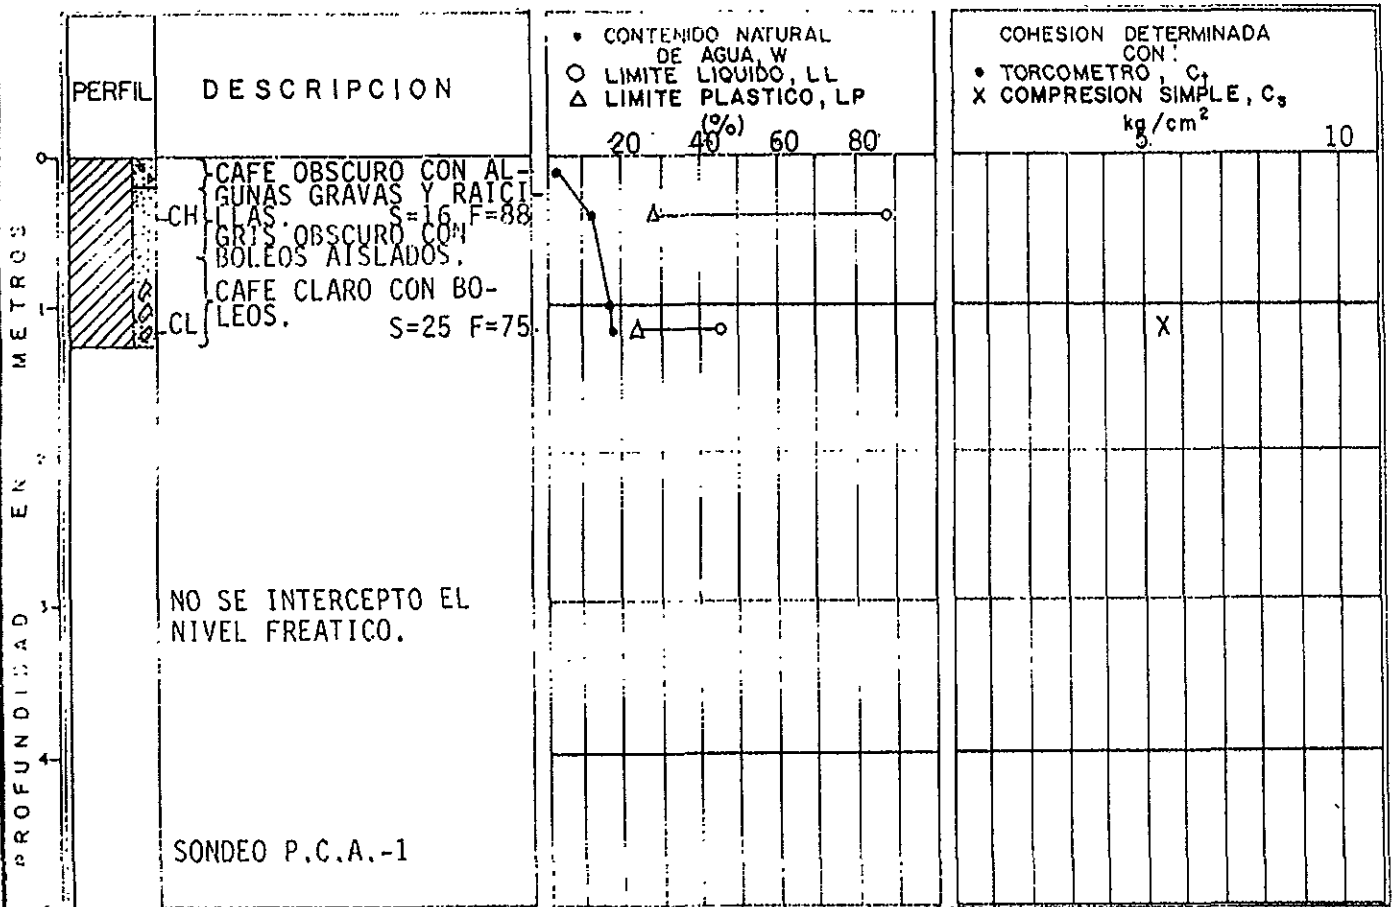 PERFIL
DESCRIPCION
• CONTENIDO NATURAL
DE AGUA, W
O LIMITE LIQUIDO, LL
Δ LIMITE PLASTICO, LP
(%)
20 40 60 80
COHESION DETERMINADA
CON:
• TORCOMETRO, Ct
X COMPRESION SIMPLE, Cs
kg/cm²
5 10
PROFUNDIDAD EN METROS
0
1
3
4
CAFE OBSCURO CON AL-
GUNAS GRAVAS Y RAICI
CH LLAS. S=16 F=88
GRIS OBSCURO CON
BOLEOS AISLADOS.
CAFE CLARO CON BO-
CL LEOS. S=25 F=75
NO SE INTERCEPTO EL
NIVEL FREATICO.
SONDEO P.C.A.-1